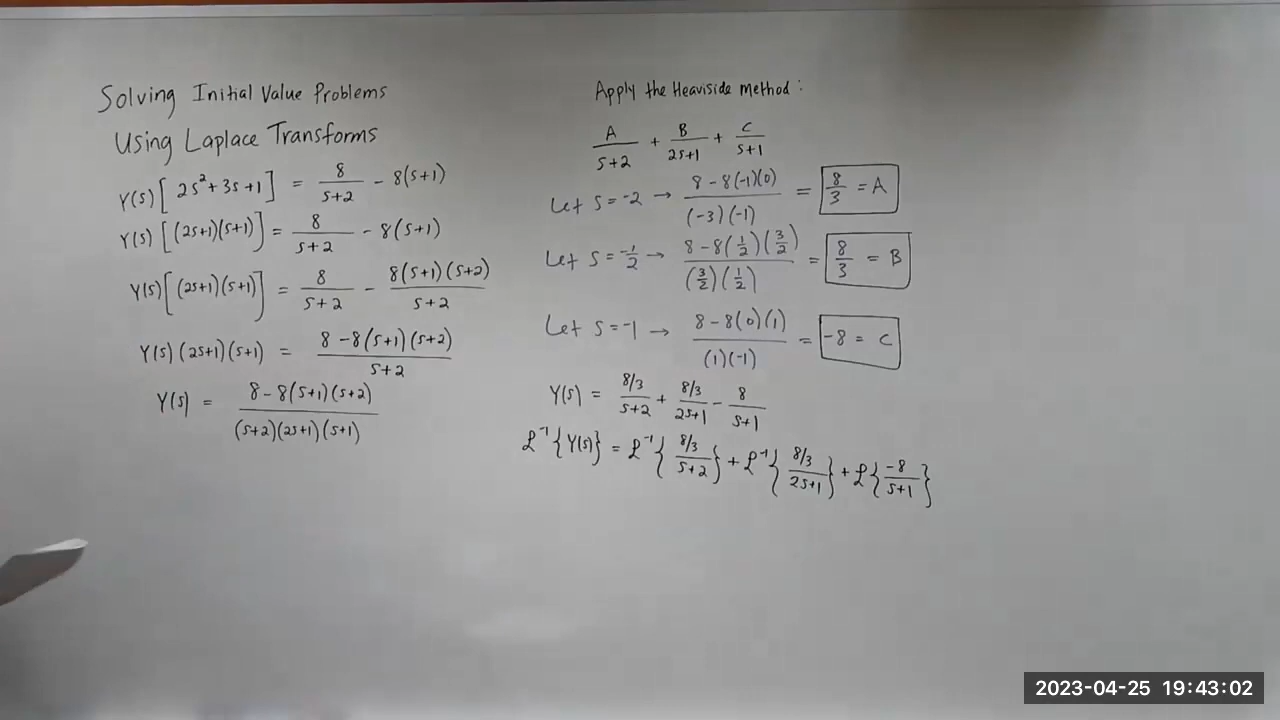 Solving Initial Value Problems
Using Laplace Transforms
Y(s) [ 2s² + 3s + 1 ] = 8/(s+2) - 8(s+1)
Y(s) [(2s+1)(s+1)] = 8/(s+2) - 8(s+1)
Y(s) [(2s+1)(s+1)] = 8/(s+2) - 8(s+1)(s+2)/(s+2)
Y(s) (2s+1)(s+1) = (8-8(s+1)(s+2))/(s+2)
Y(s) = (8-8(s+1)(s+2))/((s+2)(2s+1)(s+1))
Apply the Heaviside method :
A/(s+2) + B/(2s+1) + C/(s+1)
Let s=-2 → (8-8(-1)(0))/((-3)(-1)) = 8/3 = A
Let s=-1/2 → (8-8(1/2)(3/2))/((3/2)(1/2)) = 8/3 = B
Let s=-1 → (8-8(0)(1))/((1)(-1)) = -8 = C
Y(s) = (8/3)/(s+2) + (8/3)/(2s+1) - 8/(s+1)
ℒ⁻¹{Y(s)} = ℒ⁻¹{(8/3)/(s+2)} + ℒ⁻¹{(8/3)/(2s+1)} + ℒ{-8/(s+1)}
2023-04-25 19:43:02